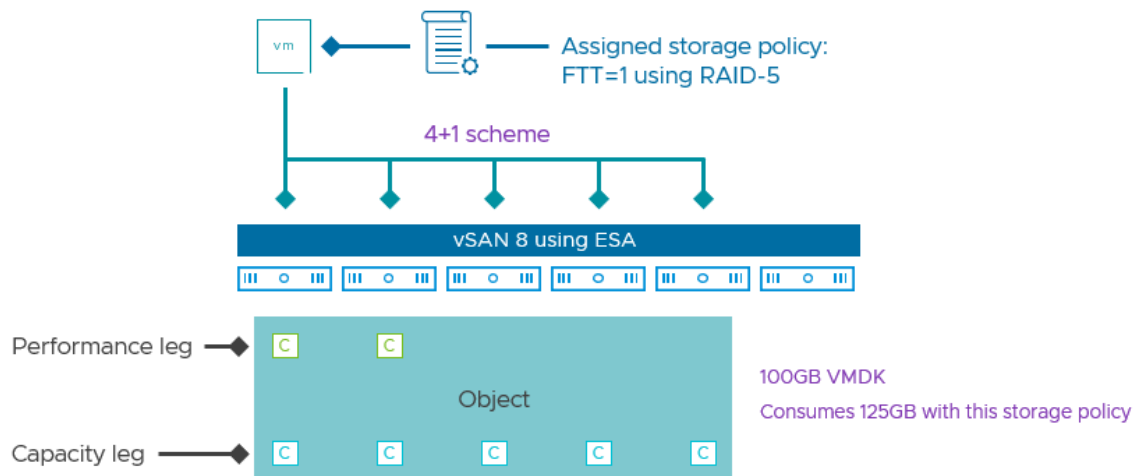 vm
Assigned storage policy:
FTT=1 using RAID-5
4+1 scheme
vSAN 8 using ESA
Performance leg
C C
Object
100GB VMDK
Consumes 125GB with this storage policy
Capacity leg
C C C C C